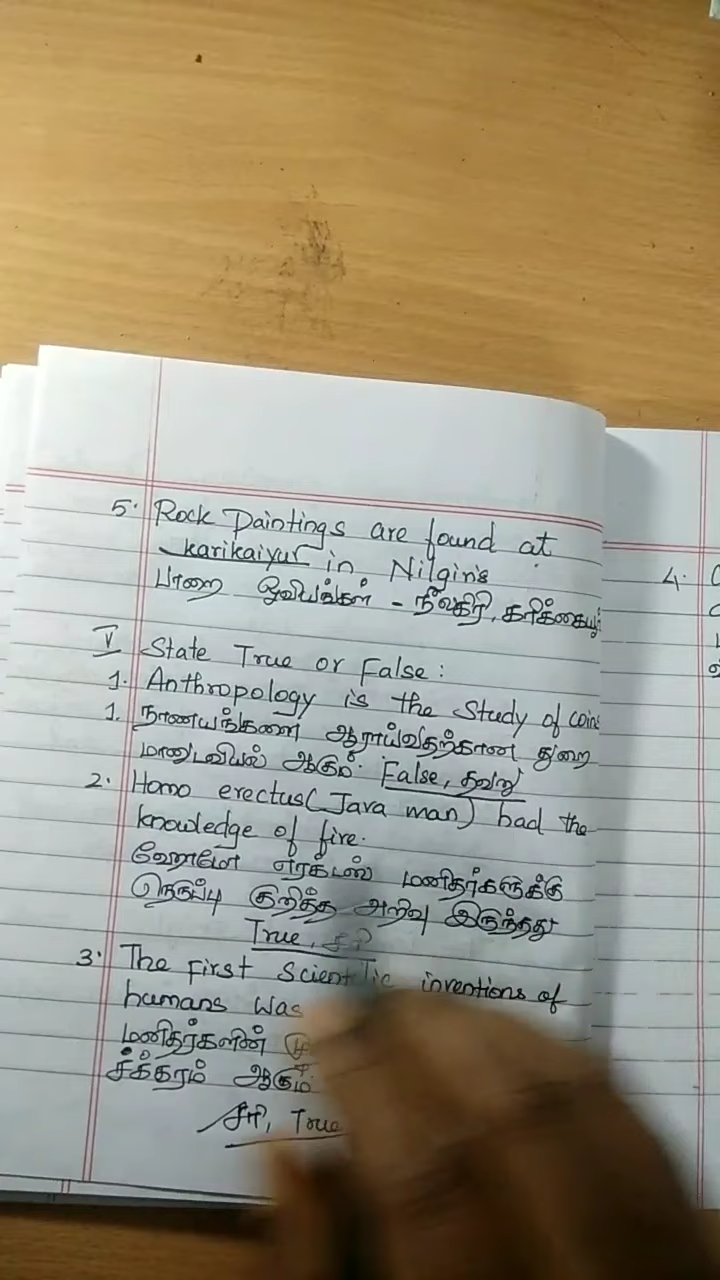 5. Rock Paintings are found at
karikaiyur in Nilgiris
பாறை ஓவியங்கள் - நீலகிரி, கரிக்கையூர்
V State True or False:
1. Anthropology is the Study of coins
1. நாணயங்களை ஆராய்வதற்கான துறை
மானுடவியல் ஆகும். False, தவறு
2. Homo erectus (Java man) had the
knowledge of fire.
ஹோமோ எரக்டஸ் மனிதர்களுக்கு
நெருப்பு குறித்த அறிவு இருந்தது
True, சரி
3. The first Scientific inventions of
humans was
மனிதர்களின்
சக்கரம் ஆகும்
சரி, True
4.